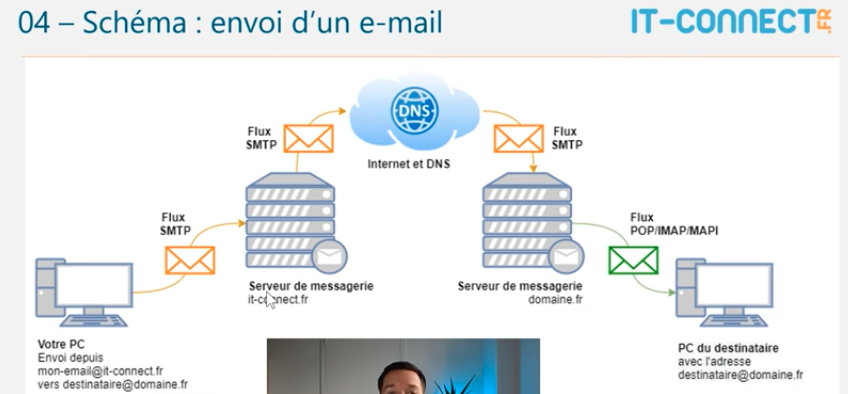 04 – Schéma : envoi d'un e-mail
IT-CONNECT.FR
DNS
Flux
SMTP
Flux
SMTP
Internet et DNS
Flux
SMTP
Flux
POP/IMAP/MAPI
Serveur de messagerie
it-connect.fr
Serveur de messagerie
domaine.fr
Votre PC
Envoi depuis
mon-email@it-connect.fr
vers destinataire@domaine.fr
PC du destinataire
avec l'adresse
destinataire@domaine.fr